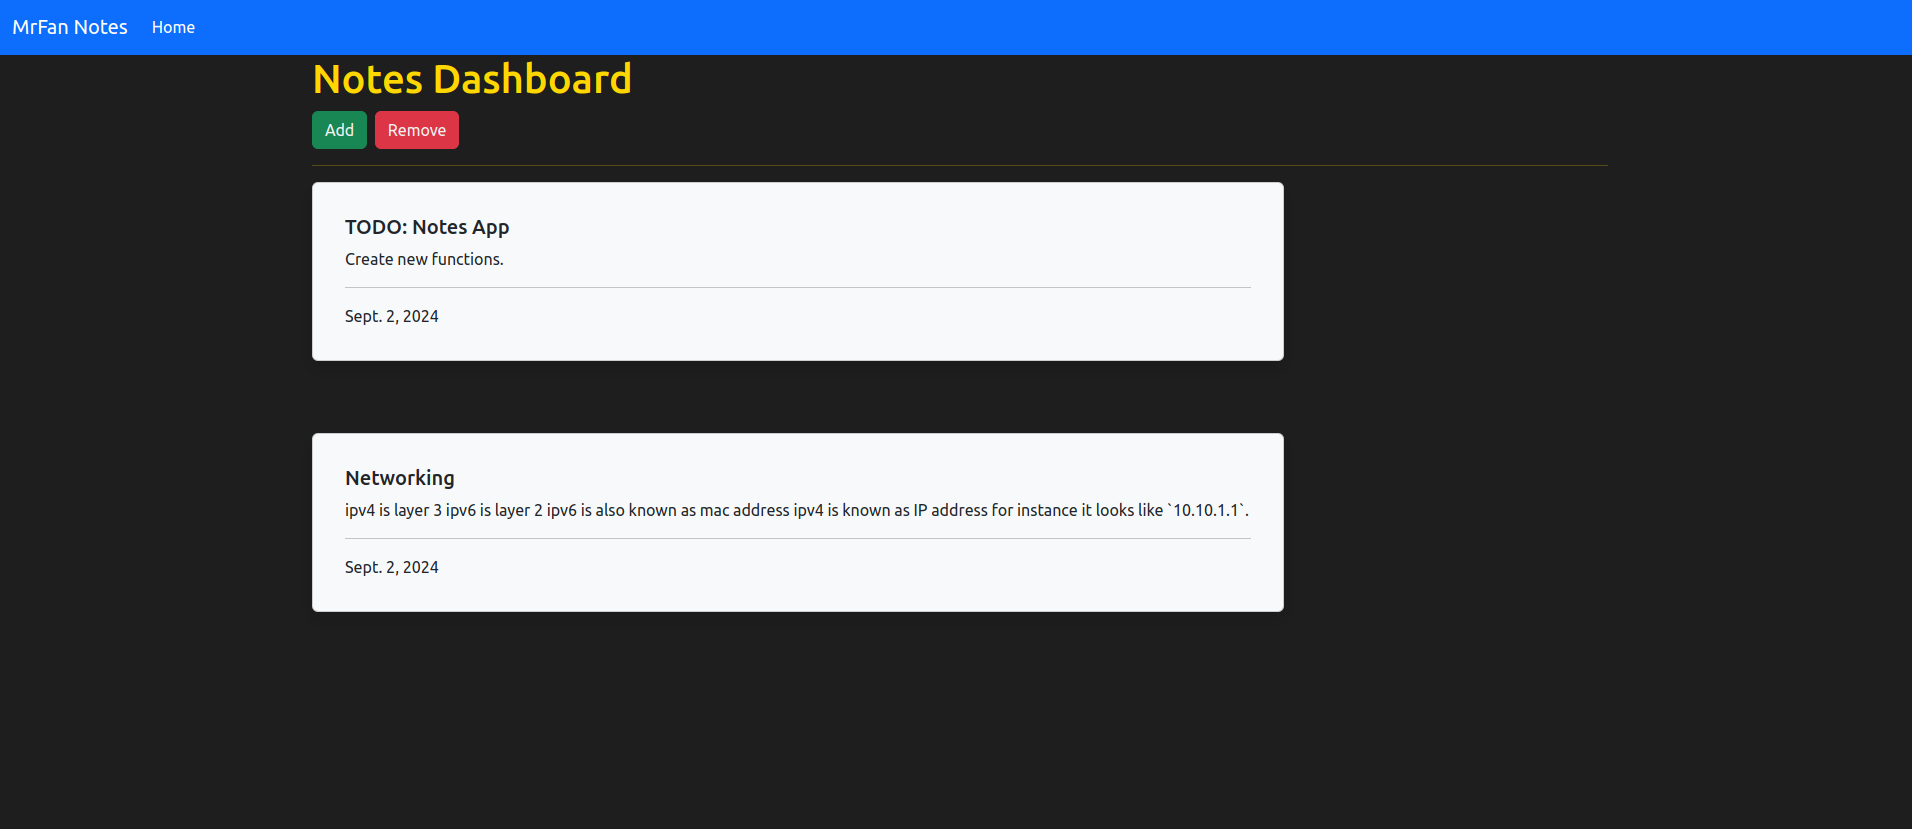 MrFan Notes Home
Notes Dashboard
Add Remove
TODO: Notes App
Create new functions.
Sept. 2, 2024
Networking
ipv4 is layer 3 ipv6 is layer 2 ipv6 is also known as mac address ipv4 is known as IP address for instance it looks like `10.10.1.1`.
Sept. 2, 2024